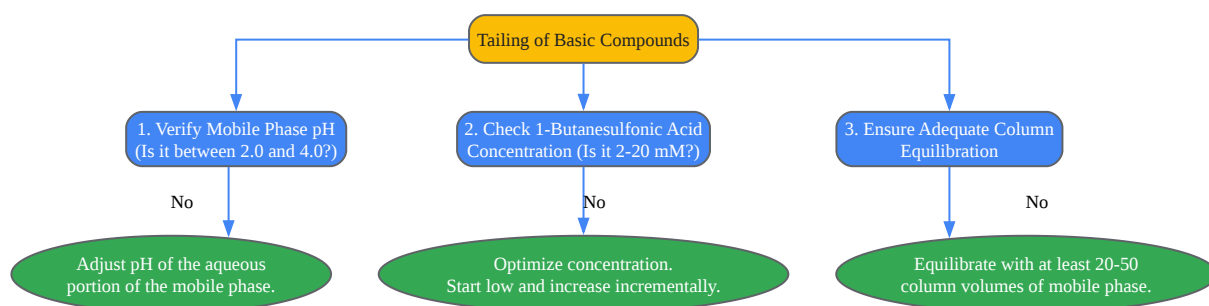 Tailing of Basic Compounds
1. Verify Mobile Phase pH
(Is it between 2.0 and 4.0?)
2. Check 1-Butanesulfonic Acid
Concentration (Is it 2-20 mM?)
3. Ensure Adequate Column
Equilibration
No
No
No
Adjust pH of the aqueous
portion of the mobile phase.
Optimize concentration.
Start low and increase incrementally.
Equilibrate with at least 20-50
column volumes of mobile phase.